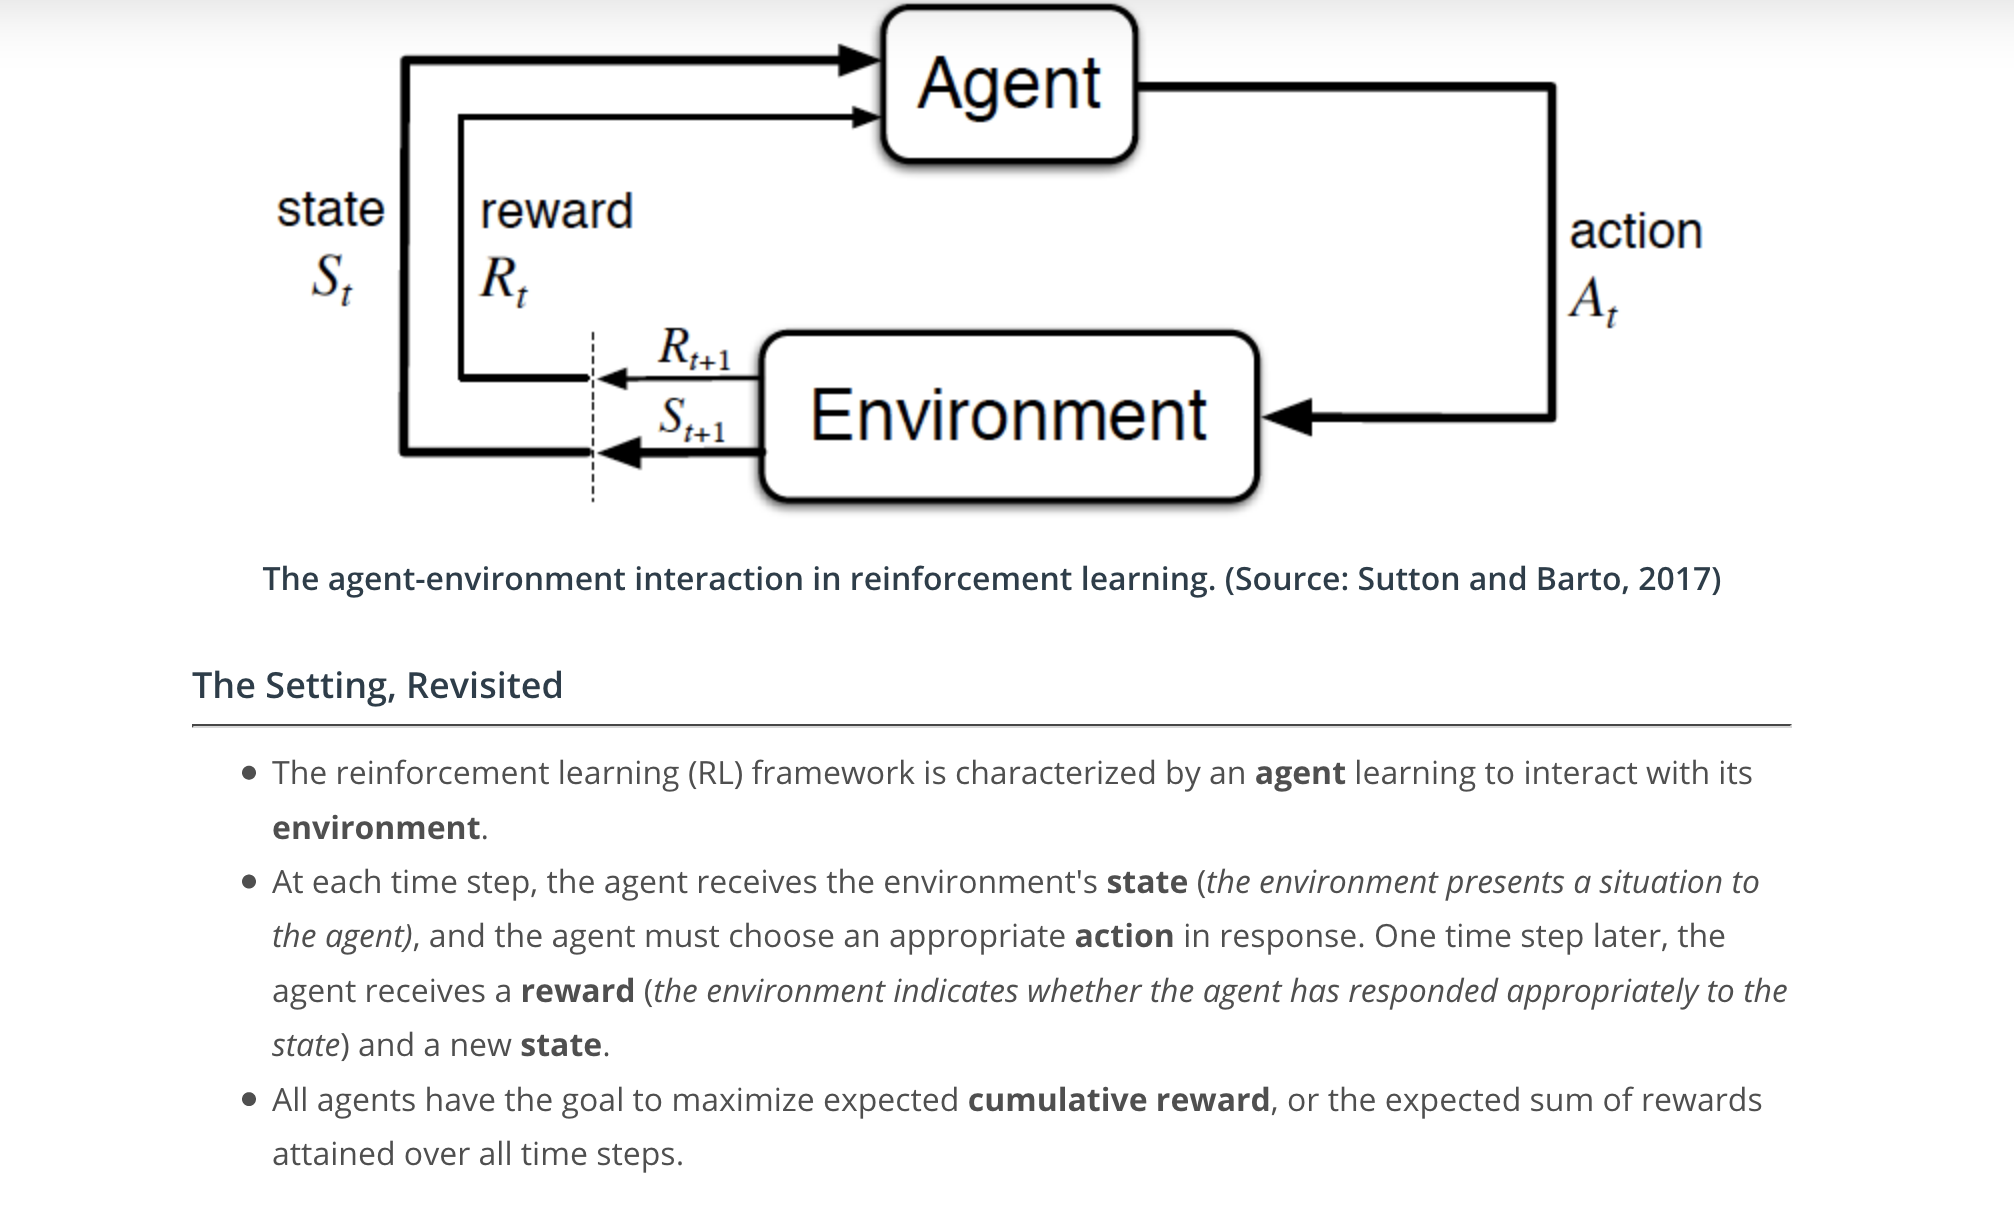 Agent
state
reward
action
S_t
R_t
A_t
R_{t+1}
S_{t+1}
Environment
The agent-environment interaction in reinforcement learning. (Source: Sutton and Barto, 2017)
The Setting, Revisited
The reinforcement learning (RL) framework is characterized by an agent learning to interact with its
environment.
At each time step, the agent receives the environment's state (the environment presents a situation to
the agent), and the agent must choose an appropriate action in response. One time step later, the
agent receives a reward (the environment indicates whether the agent has responded appropriately to the
state) and a new state.
All agents have the goal to maximize expected cumulative reward, or the expected sum of rewards
attained over all time steps.